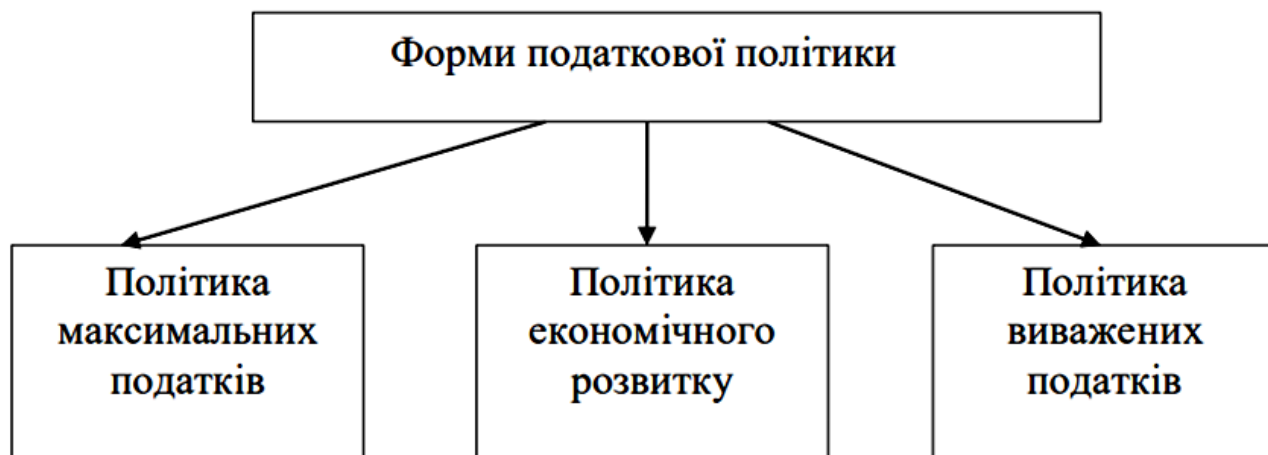 Форми податкової політики
Політика
максимальних
податків
Політика
економічного
розвитку
Політика
виважених
податків